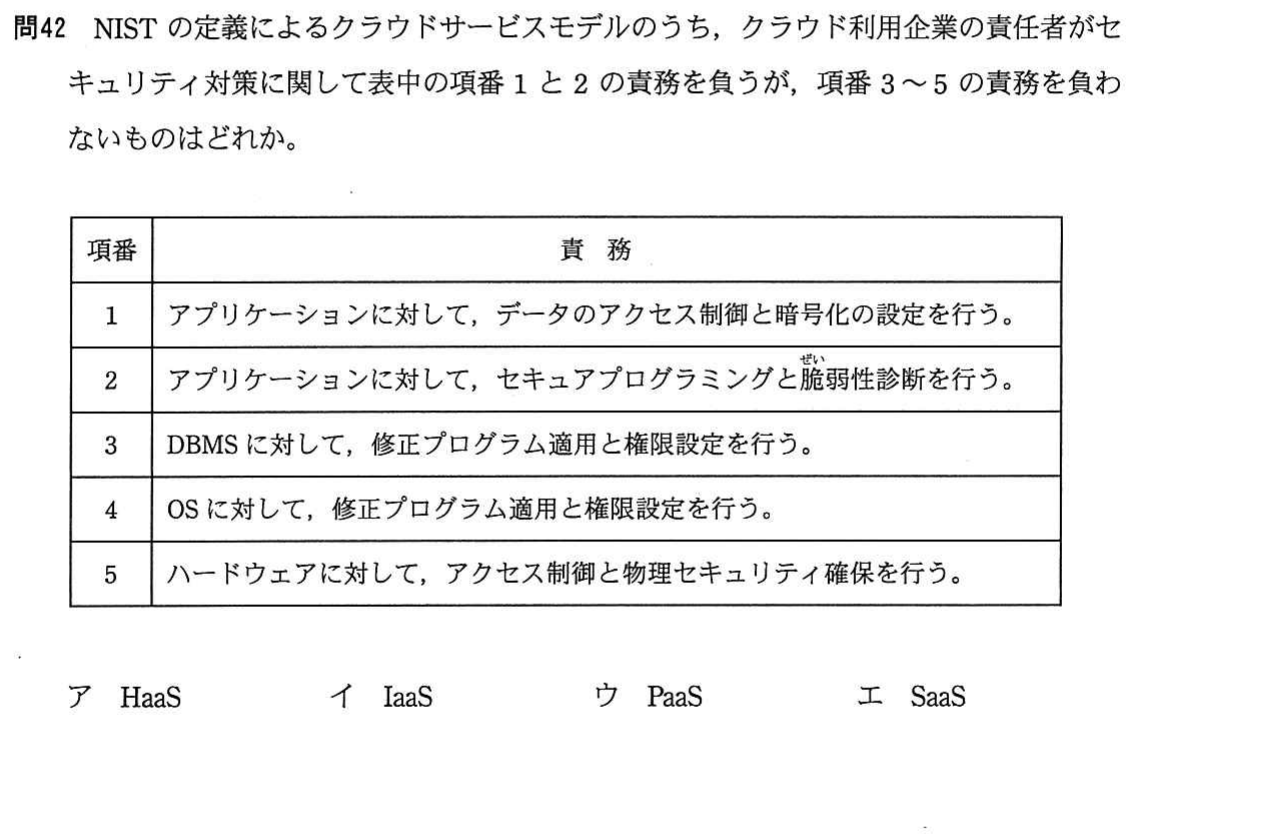 問42 NIST の定義によるクラウドサービスモデルのうち，クラウド利用企業の責任者がセ
キュリティ対策に関して表中の項番 1 と 2 の責務を負うが，項番 3～5 の責務を負わ
ないものはどれか。
項番 責 務
1 アプリケーションに対して，データのアクセス制御と暗号化の設定を行う。
ぜい
2 アプリケーションに対して，セキュアプログラミングと脆弱性診断を行う。
3 DBMS に対して，修正プログラム適用と権限設定を行う。
4 OS に対して，修正プログラム適用と権限設定を行う。
5 ハードウェアに対して，アクセス制御と物理セキュリティ確保を行う。
ア HaaS イ IaaS ウ PaaS エ SaaS